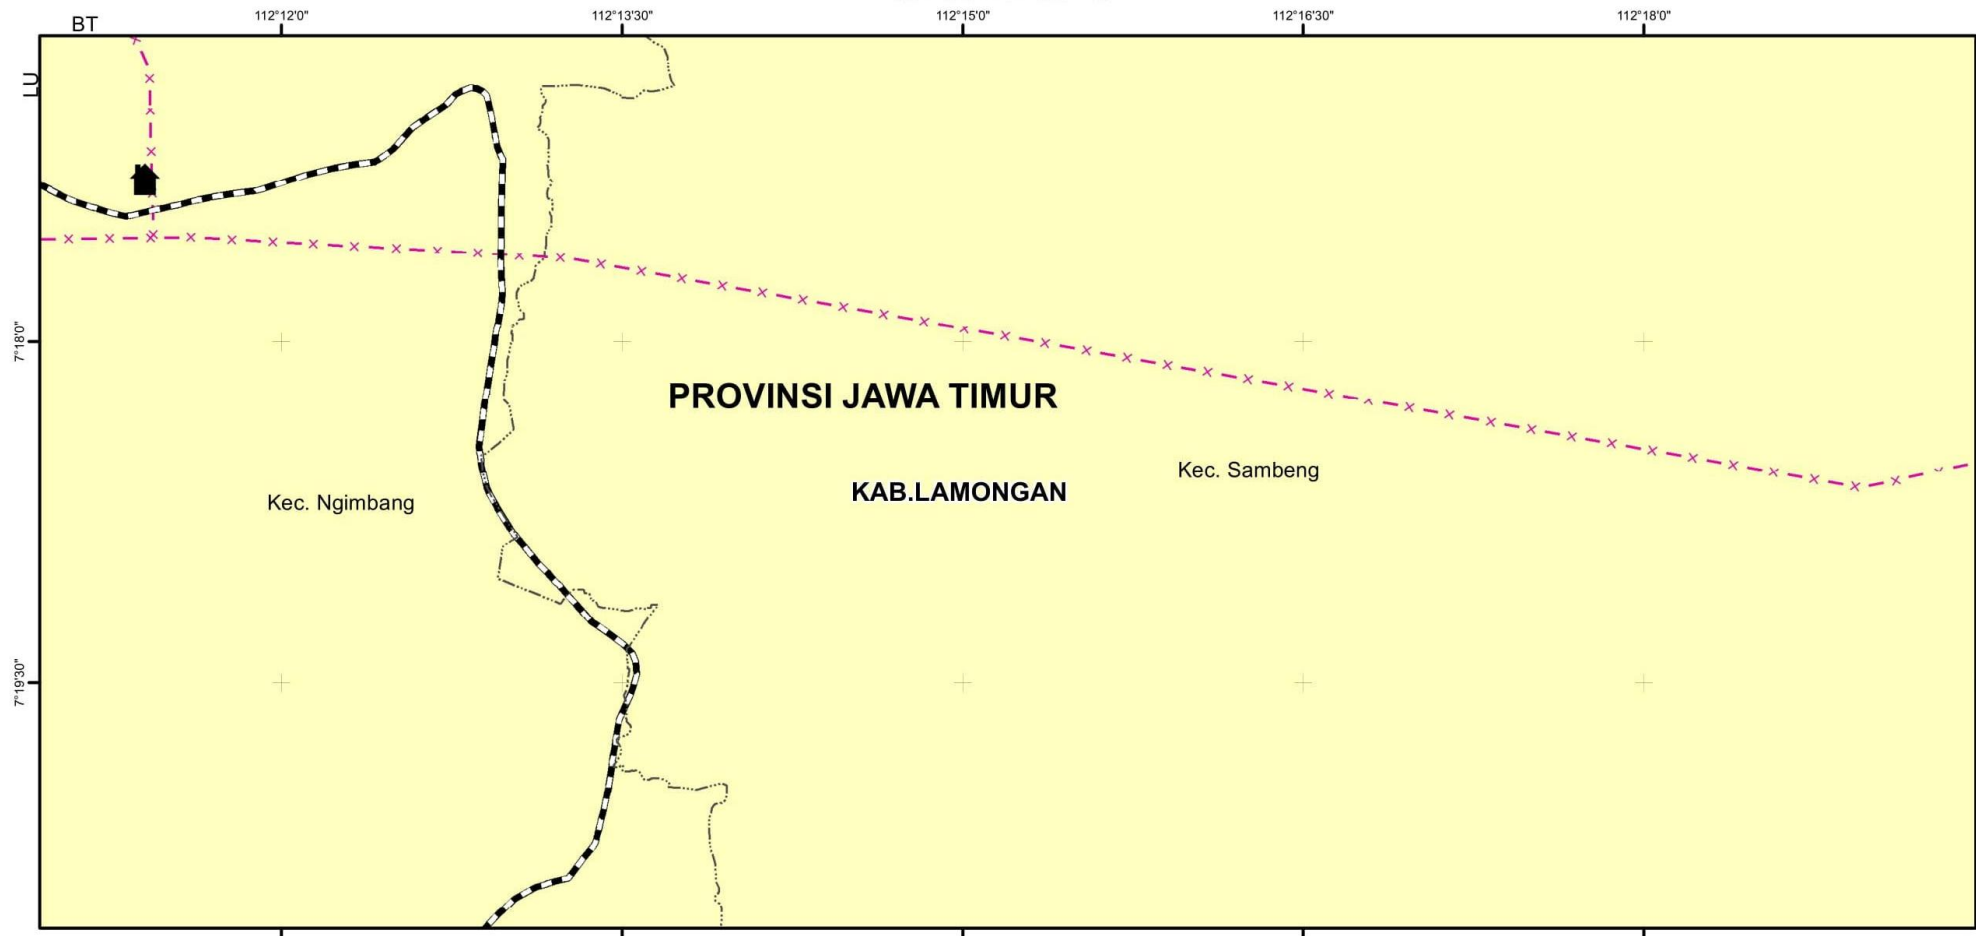 112°12'0" 112°13'30" 112°15'0" 112°16'30" 112°18'0"
BT
LU
7°18'0"
PROVINSI JAWA TIMUR
Kec. Sambeng
KAB.LAMONGAN
Kec. Ngimbang
7°19'30"